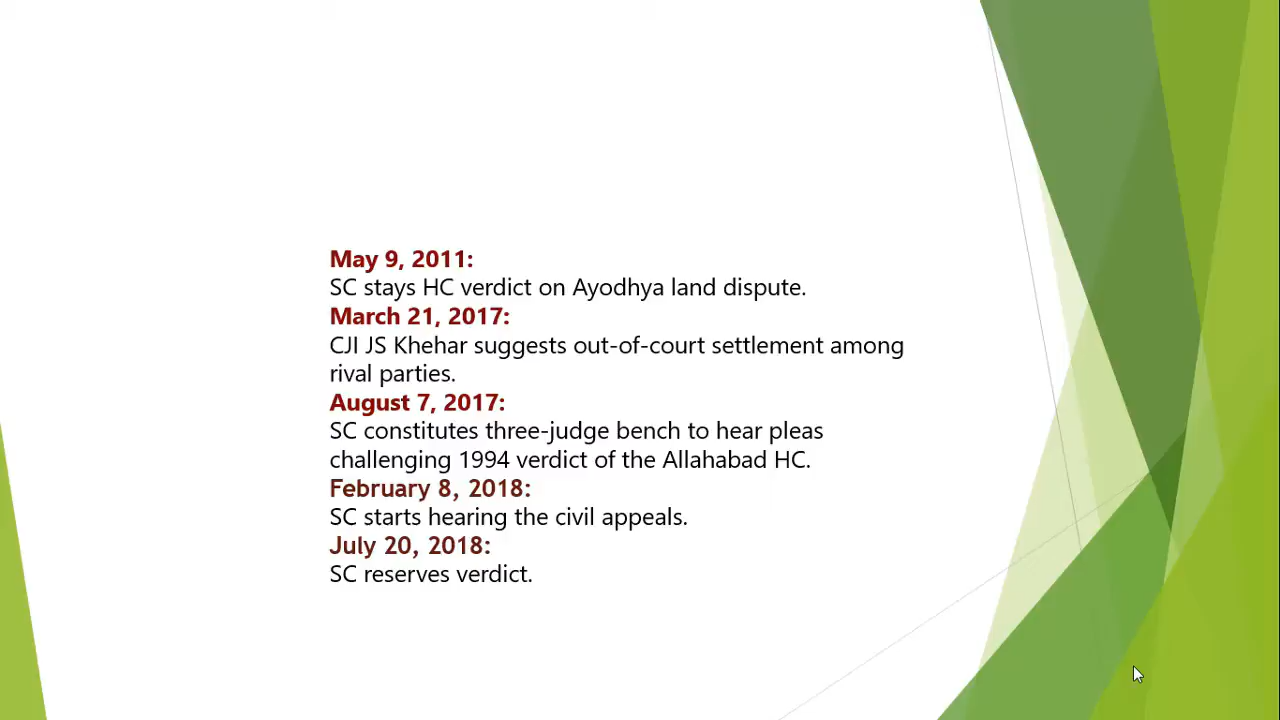 May 9, 2011:
SC stays HC verdict on Ayodhya land dispute.
March 21, 2017:
CJI JS Khehar suggests out-of-court settlement among
rival parties.
August 7, 2017:
SC constitutes three-judge bench to hear pleas
challenging 1994 verdict of the Allahabad HC.
February 8, 2018:
SC starts hearing the civil appeals.
July 20, 2018:
SC reserves verdict.